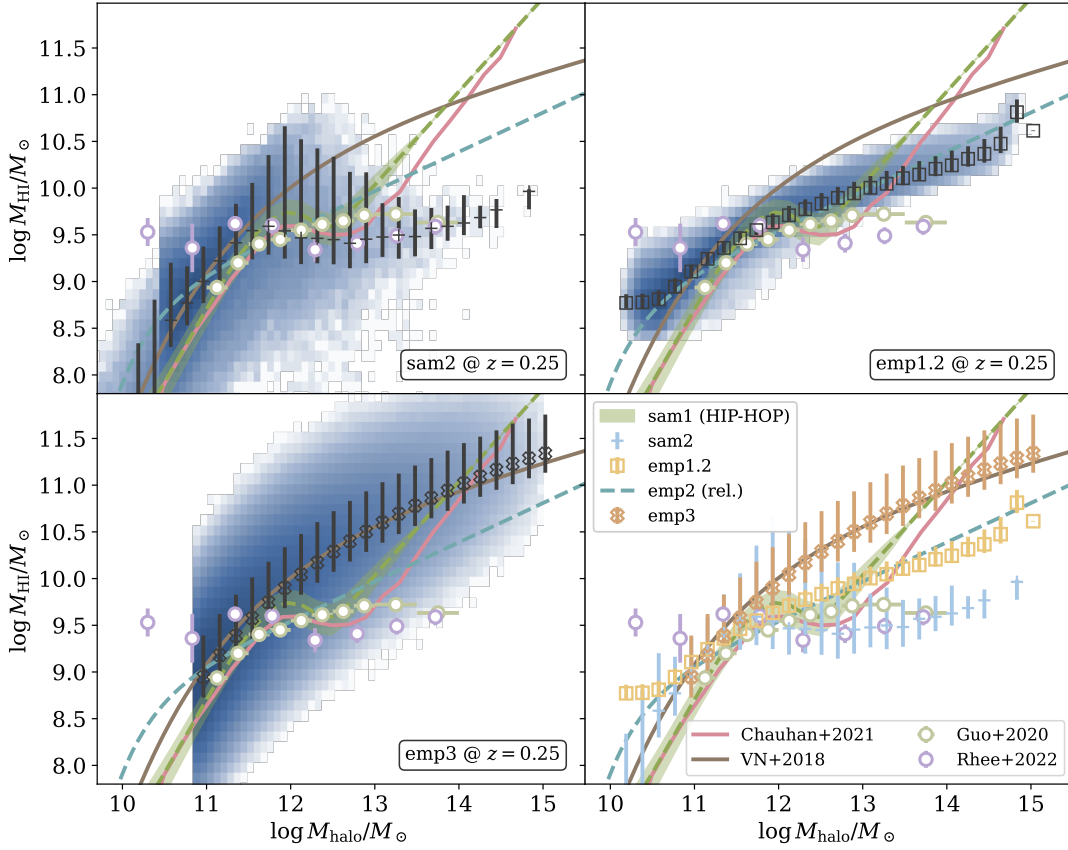 11.5
11.0
10.5
10.0
9.5
9.0
8.5
8.0
log M_HI/M_⊙
sam2 @ z = 0.25
emp1.2 @ z = 0.25
11.5
11.0
10.5
10.0
9.5
9.0
8.5
8.0
log M_HI/M_⊙
emp3 @ z = 0.25
sam1 (HIP-HOP)
sam2
emp1.2
emp2 (rel.)
emp3
Chauhan+2021
VN+2018
Guo+2020
Rhee+2022
10 11 12 13 14 15
log M_halo/M_⊙
10 11 12 13 14 15
log M_halo/M_⊙